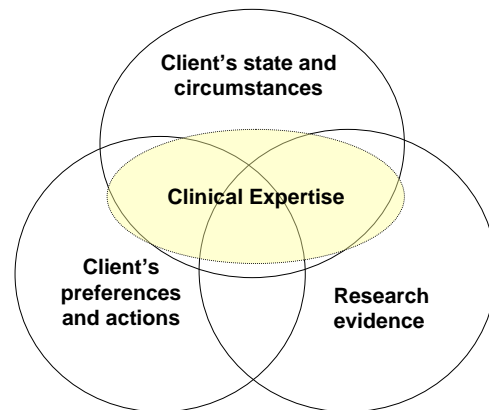 Client's state and
circumstances
Clinical Expertise
Client's
preferences
and actions
Research
evidence